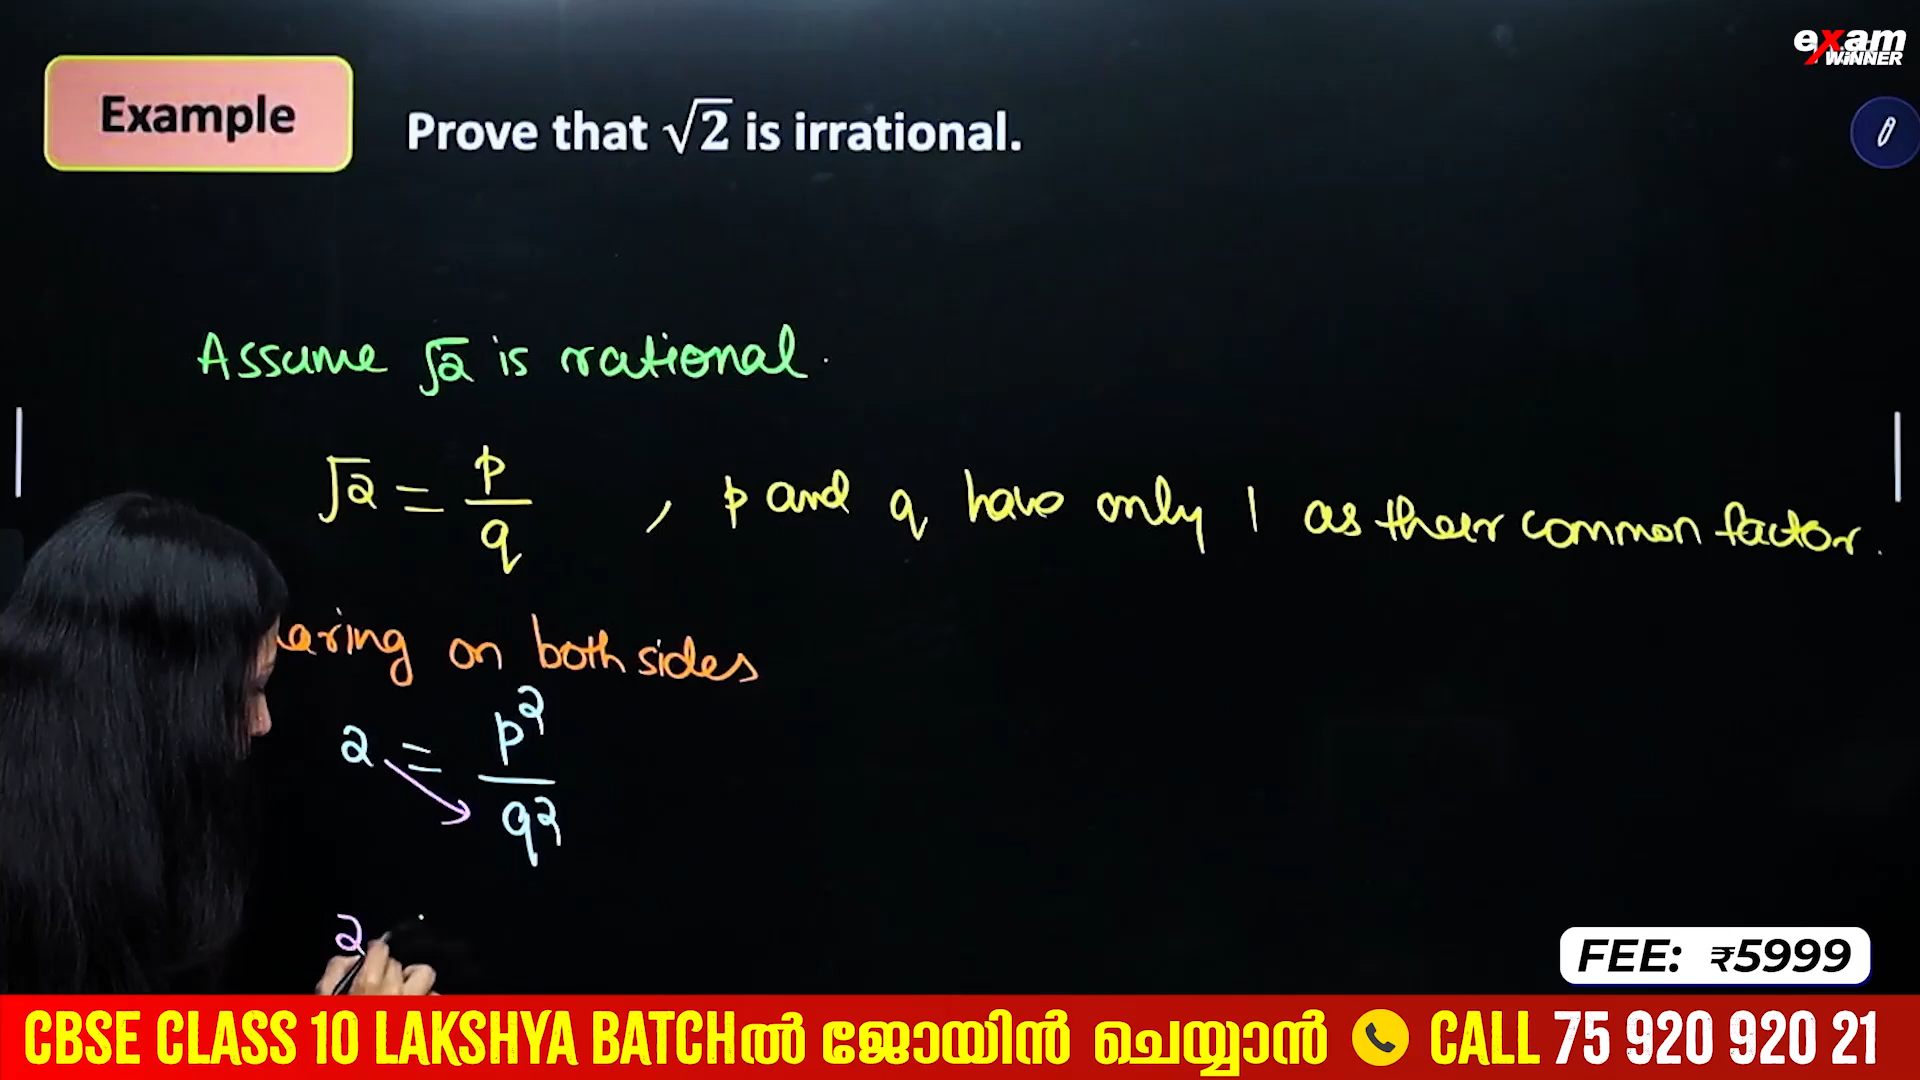 exam
WINNER
Example
Prove that √2 is irrational.
Assume √2 is rational.
√2 = p/q , p and q have only 1 as their common factor.
aring on both sides
2 = p²/q²
2
FEE: ₹5999
CBSE CLASS 10 LAKSHYA BATCHൽ ജോയിൻ ചെയ്യാൻ CALL 75 920 920 21